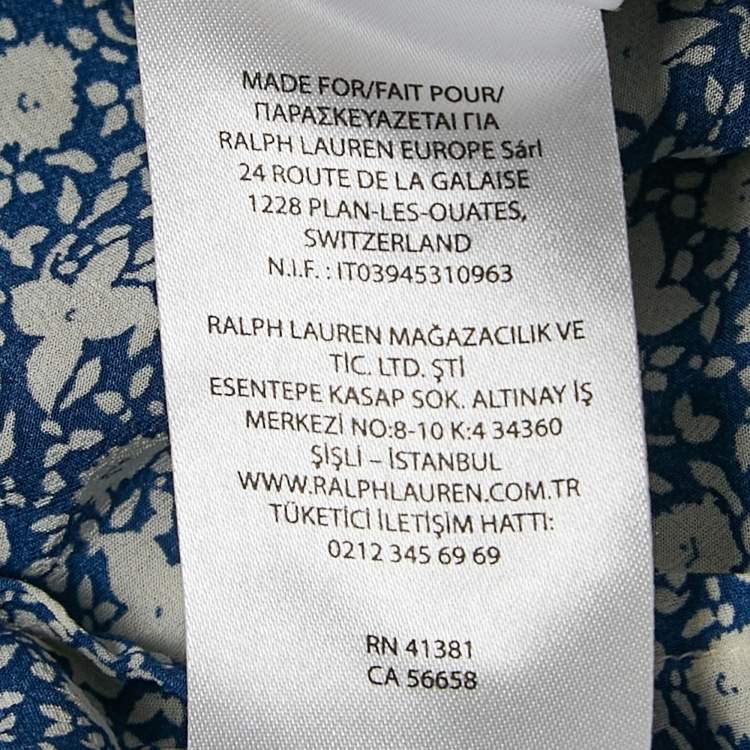 MADE FOR/FAIT POUR/
ΠΑΡΑΣΚΕΥΑΖΕΤΑΙ ΓΙΑ
RALPH LAUREN EUROPE Sárl
24 ROUTE DE LA GALAISE
1228 PLAN-LES-OUATES,
SWITZERLAND
N.I.F. : IT03945310963
RALPH LAUREN MAĞAZACILIK VE
TİC. LTD. ŞTİ
ESENTEPE KASAP SOK. ALTINAY İŞ
MERKEZİ NO:8-10 K:4 34360
ŞİŞLİ – İSTANBUL
WWW.RALPHLAUREN.COM.TR
TÜKETİCİ İLETİŞİM HATTI:
0212 345 69 69
RN 41381
CA 56658